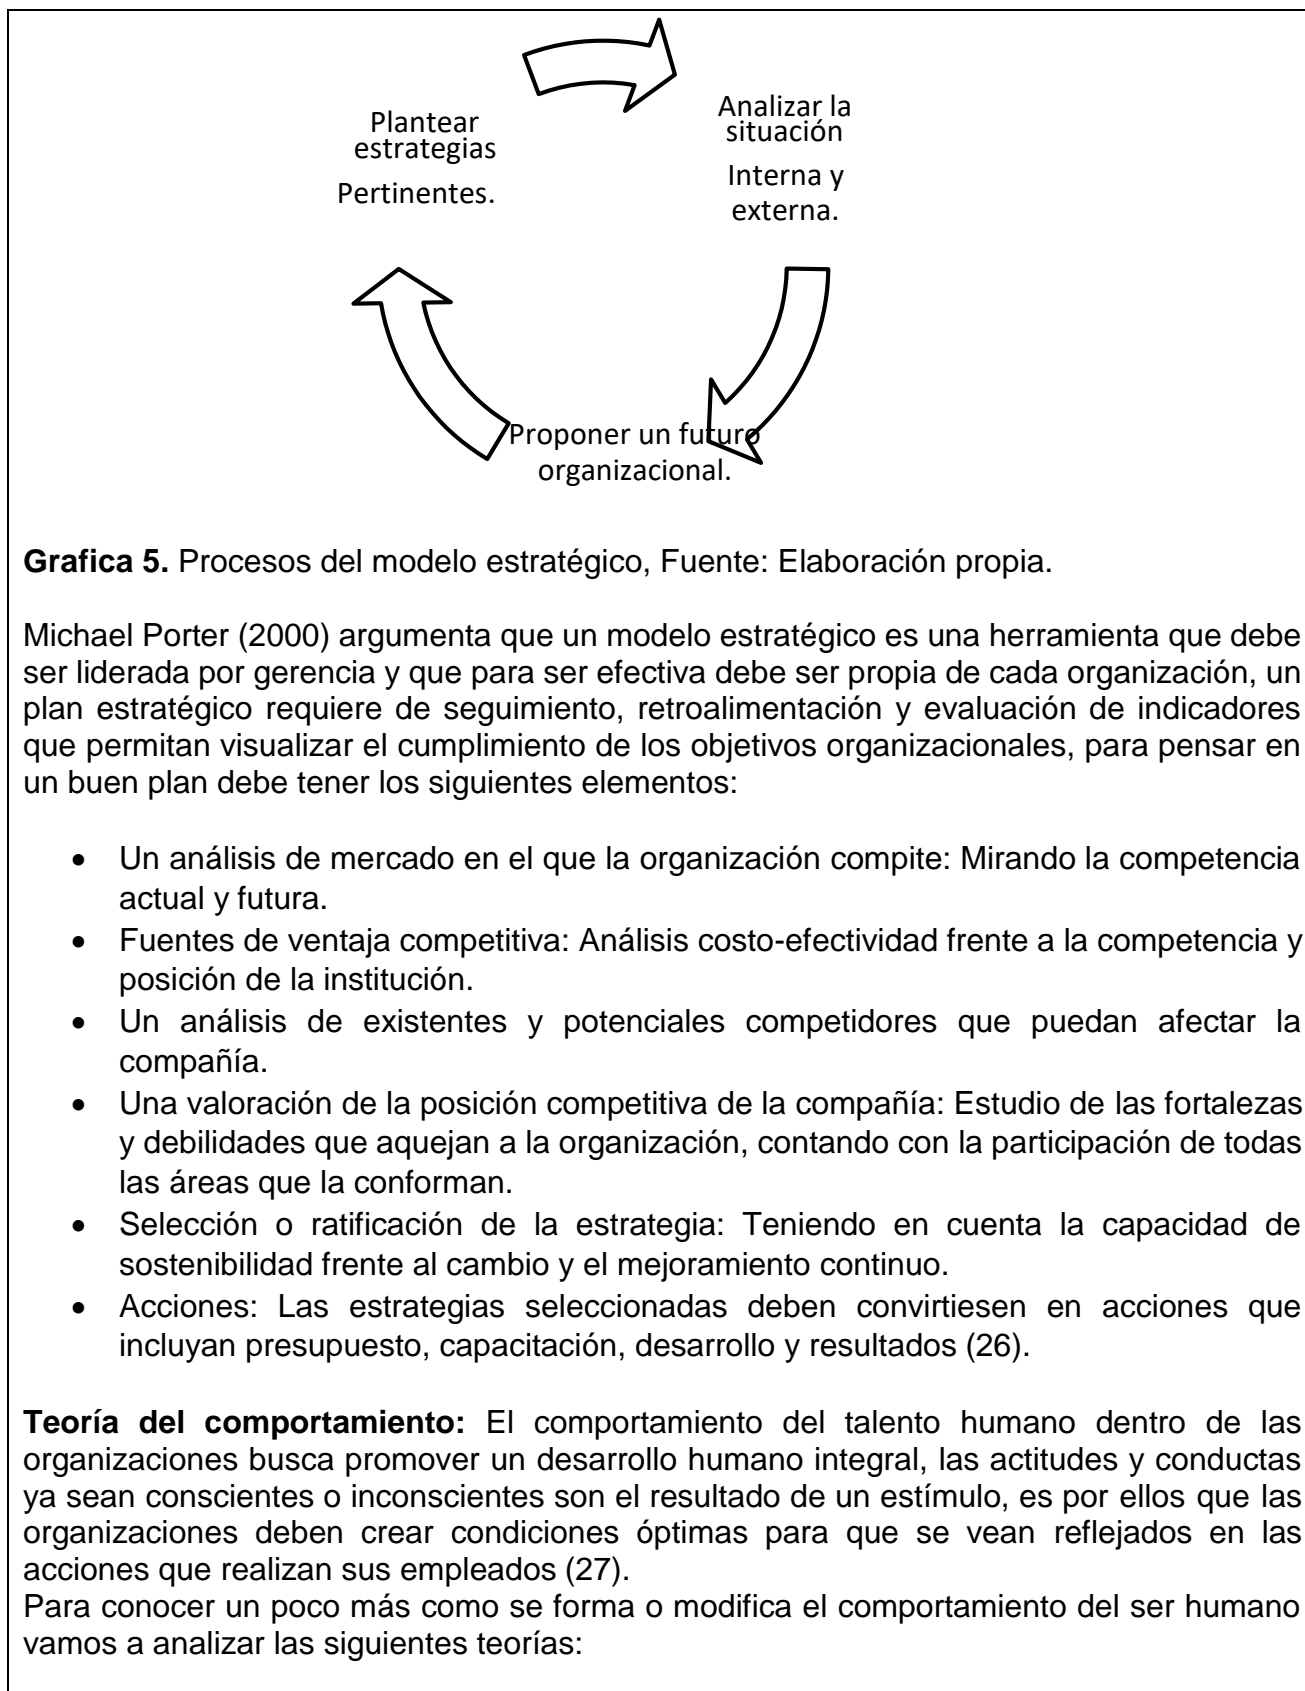 Plantear
estrategias
Pertinentes.
Analizar la
situación
Interna y
externa.
Proponer un futuro
organizacional.
Grafica 5. Procesos del modelo estratégico, Fuente: Elaboración propia.
Michael Porter (2000) argumenta que un modelo estratégico es una herramienta que debe
ser liderada por gerencia y que para ser efectiva debe ser propia de cada organización, un
plan estratégico requiere de seguimiento, retroalimentación y evaluación de indicadores
que permitan visualizar el cumplimiento de los objetivos organizacionales, para pensar en
un buen plan debe tener los siguientes elementos:
• Un análisis de mercado en el que la organización compite: Mirando la competencia
actual y futura.
• Fuentes de ventaja competitiva: Análisis costo-efectividad frente a la competencia y
posición de la institución.
• Un análisis de existentes y potenciales competidores que puedan afectar la
compañía.
• Una valoración de la posición competitiva de la compañía: Estudio de las fortalezas
y debilidades que aquejan a la organización, contando con la participación de todas
las áreas que la conforman.
• Selección o ratificación de la estrategia: Teniendo en cuenta la capacidad de
sostenibilidad frente al cambio y el mejoramiento continuo.
• Acciones: Las estrategias seleccionadas deben convirtiesen en acciones que
incluyan presupuesto, capacitación, desarrollo y resultados (26).
Teoría del comportamiento: El comportamiento del talento humano dentro de las
organizaciones busca promover un desarrollo humano integral, las actitudes y conductas
ya sean conscientes o inconscientes son el resultado de un estímulo, es por ellos que las
organizaciones deben crear condiciones óptimas para que se vean reflejados en las
acciones que realizan sus empleados (27).
Para conocer un poco más como se forma o modifica el comportamiento del ser humano
vamos a analizar las siguientes teorías: